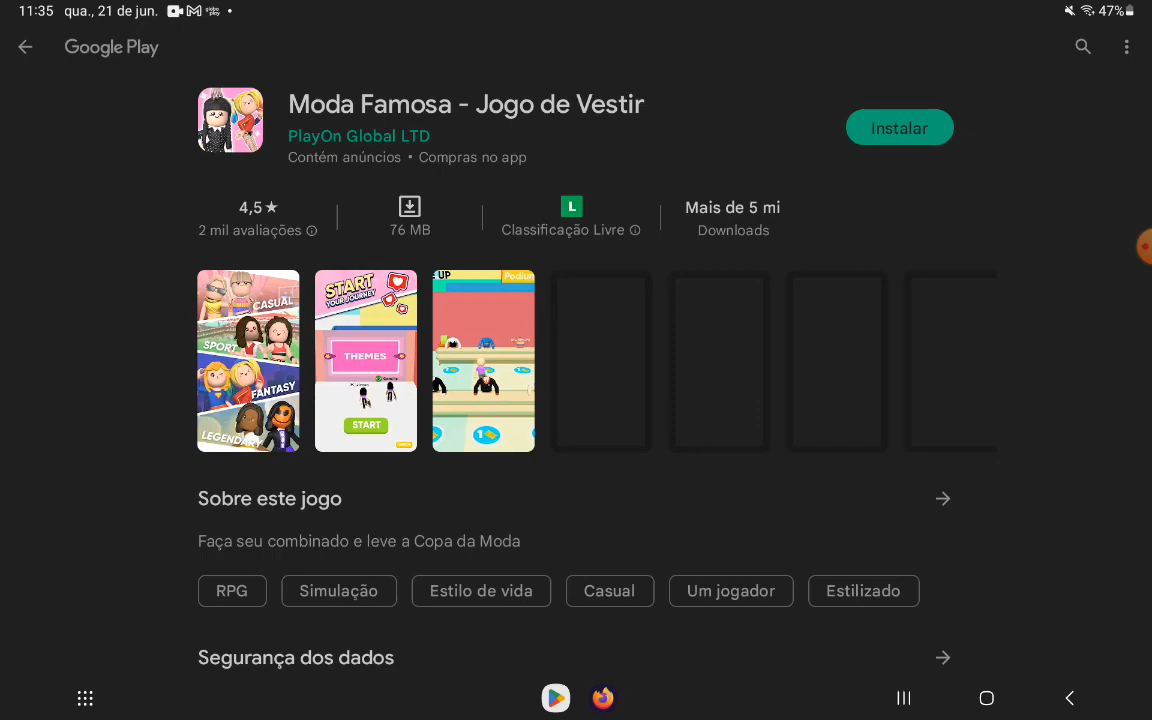 11:35 qua., 21 de jun.
47%
Google Play
Moda Famosa - Jogo de Vestir
PlayOn Global LTD
Contém anúncios • Compras no app
Instalar
4,5★
2 mil avaliações
76 MB
L
Classificação Livre
Mais de 5 mi
Downloads
CASUAL
SPORT
FANTASY
LEGENDARY
START
YOUR JOURNEY
THEMES
START
UP
Podium
1
Sobre este jogo
Faça seu combinado e leve a Copa da Moda
RPG
Simulação
Estilo de vida
Casual
Um jogador
Estilizado
Segurança dos dados